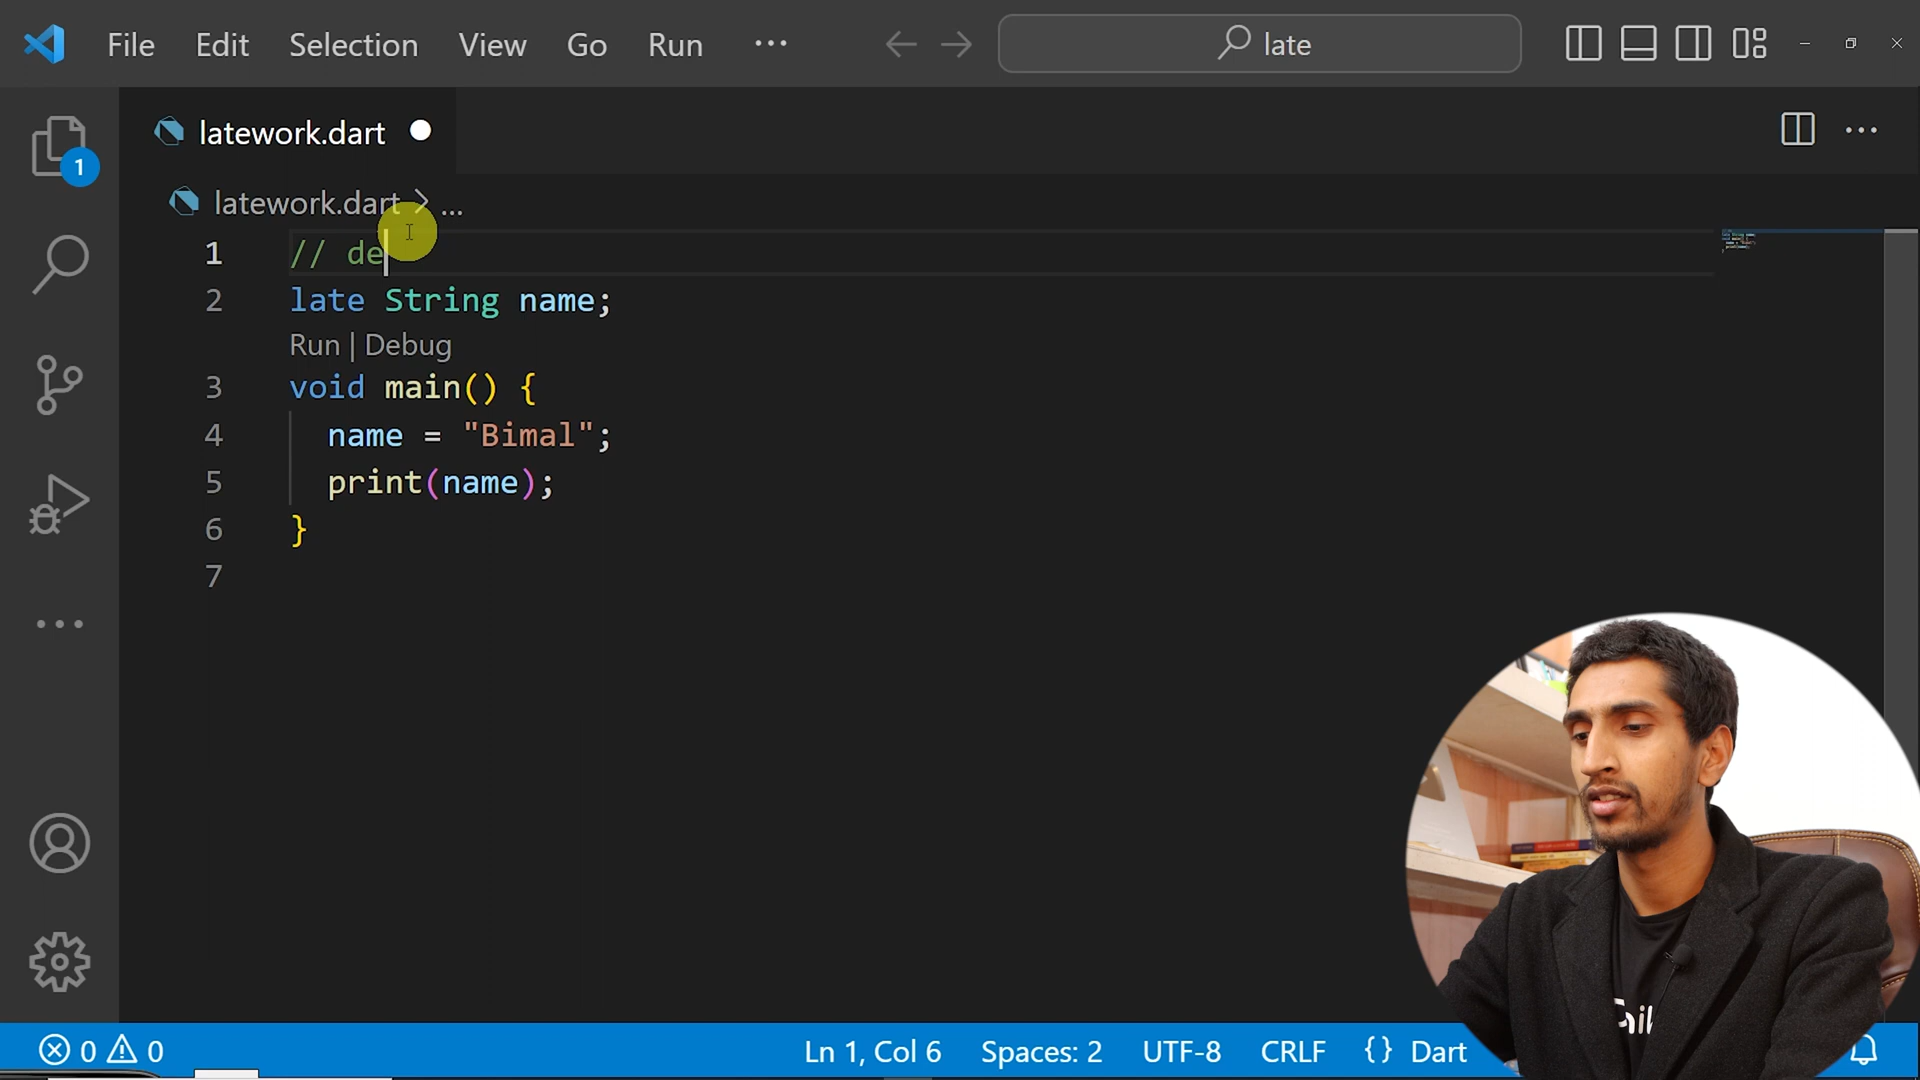 File Edit Selection View Go Run ... late
latework.dart
1
latework.dart > ...
1 // de
2 late String name;
Run | Debug
3 void main() {
4 name = "Bimal";
5 print(name);
6 }
7
0 0 Ln 1, Col 6 Spaces: 2 UTF-8 CRLF {} Dart